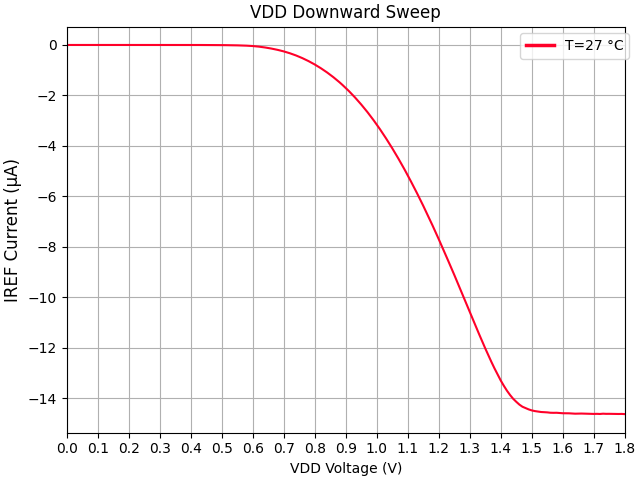 VDD Downward Sweep
T=27 °C
IREF Current (µA)
0
−2
−4
−6
−8
−10
−12
−14
0.0 0.1 0.2 0.3 0.4 0.5 0.6 0.7 0.8 0.9 1.0 1.1 1.2 1.3 1.4 1.5 1.6 1.7 1.8
VDD Voltage (V)